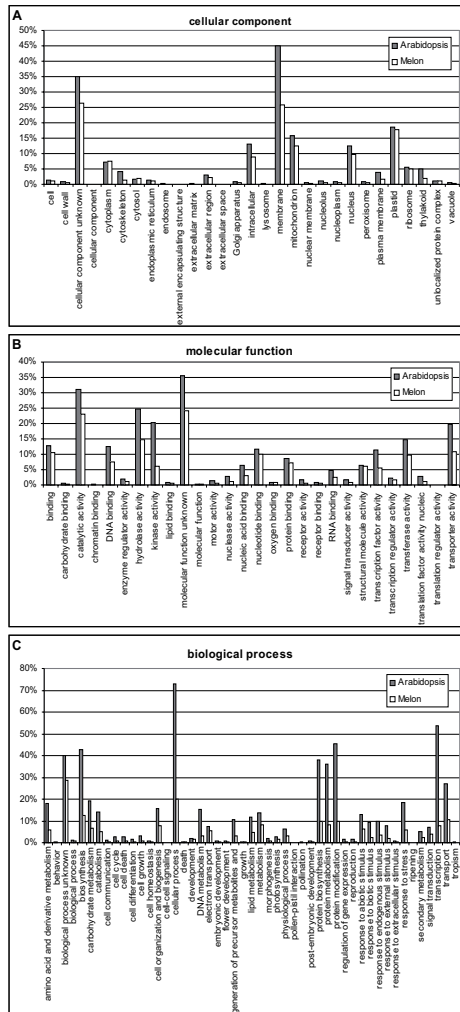 A
cellular component
50%
45%
40%
35%
30%
25%
20%
15%
10%
5%
0%
Arabidopsis
Melon
cell
cell wall
cellular component unknown
cellular component
cytoplasm
cytoskeleton
cytosol
endoplasmic reticulum
endosome
external encapsulating structure
extracellular matrix
extracellular region
extracellular space
Golgi apparatus
intracellular
lysosome
membrane
mitochondrion
nuclear membrane
nucleolus
nucleoplasm
nucleus
peroxisome
plasma membrane
plastid
ribosome
thylakoid
unlocalized protein complex
vacuole
B
molecular function
40%
35%
30%
25%
20%
15%
10%
5%
0%
Arabidopsis
Melon
binding
carbohydrate binding
catalytic activity
chromatin binding
DNA binding
enzyme regulator activity
hydrolase activity
kinase activity
lipid binding
molecular function unknown
molecular function
motor activity
nuclease activity
nucleic acid binding
nucleotide binding
oxygen binding
protein binding
receptor activity
receptor binding
RNA binding
signal transducer activity
structural molecule activity
transcription factor activity
transcription regulator activity
transferase activity
translation factor activity nucleic
translation regulator activity
transporter activity
C
biological process
80%
70%
60%
50%
40%
30%
20%
10%
0%
Arabidopsis
Melon
amino acid and derivative metabolism
behavior
biological process unknown
biological process
biosynthesis
carbohydrate metabolism
catabolism
cell communication
cell cycle
cell death
cell differentiation
cell growth
cell homeostasis
cell organization and biogenesis
cell-cell signaling
cellular process
death
development
DNA metabolism
electron transport
embryonic development
flower development
generation of precursor metabolites and
growth
lipid metabolism
metabolism
morphogenesis
photosynthesis
physiological process
pollen-pistil interaction
pollination
post-embryonic development
protein biosynthesis
protein metabolism
protein modification
regulation of gene expression
reproduction
response to abiotic stimulus
response to biotic stimulus
response to endogenous stimulus
response to external stimulus
response to extracellular stimulus
response to stress
ripening
secondary metabolism
signal transduction
transcription
transport
tropism